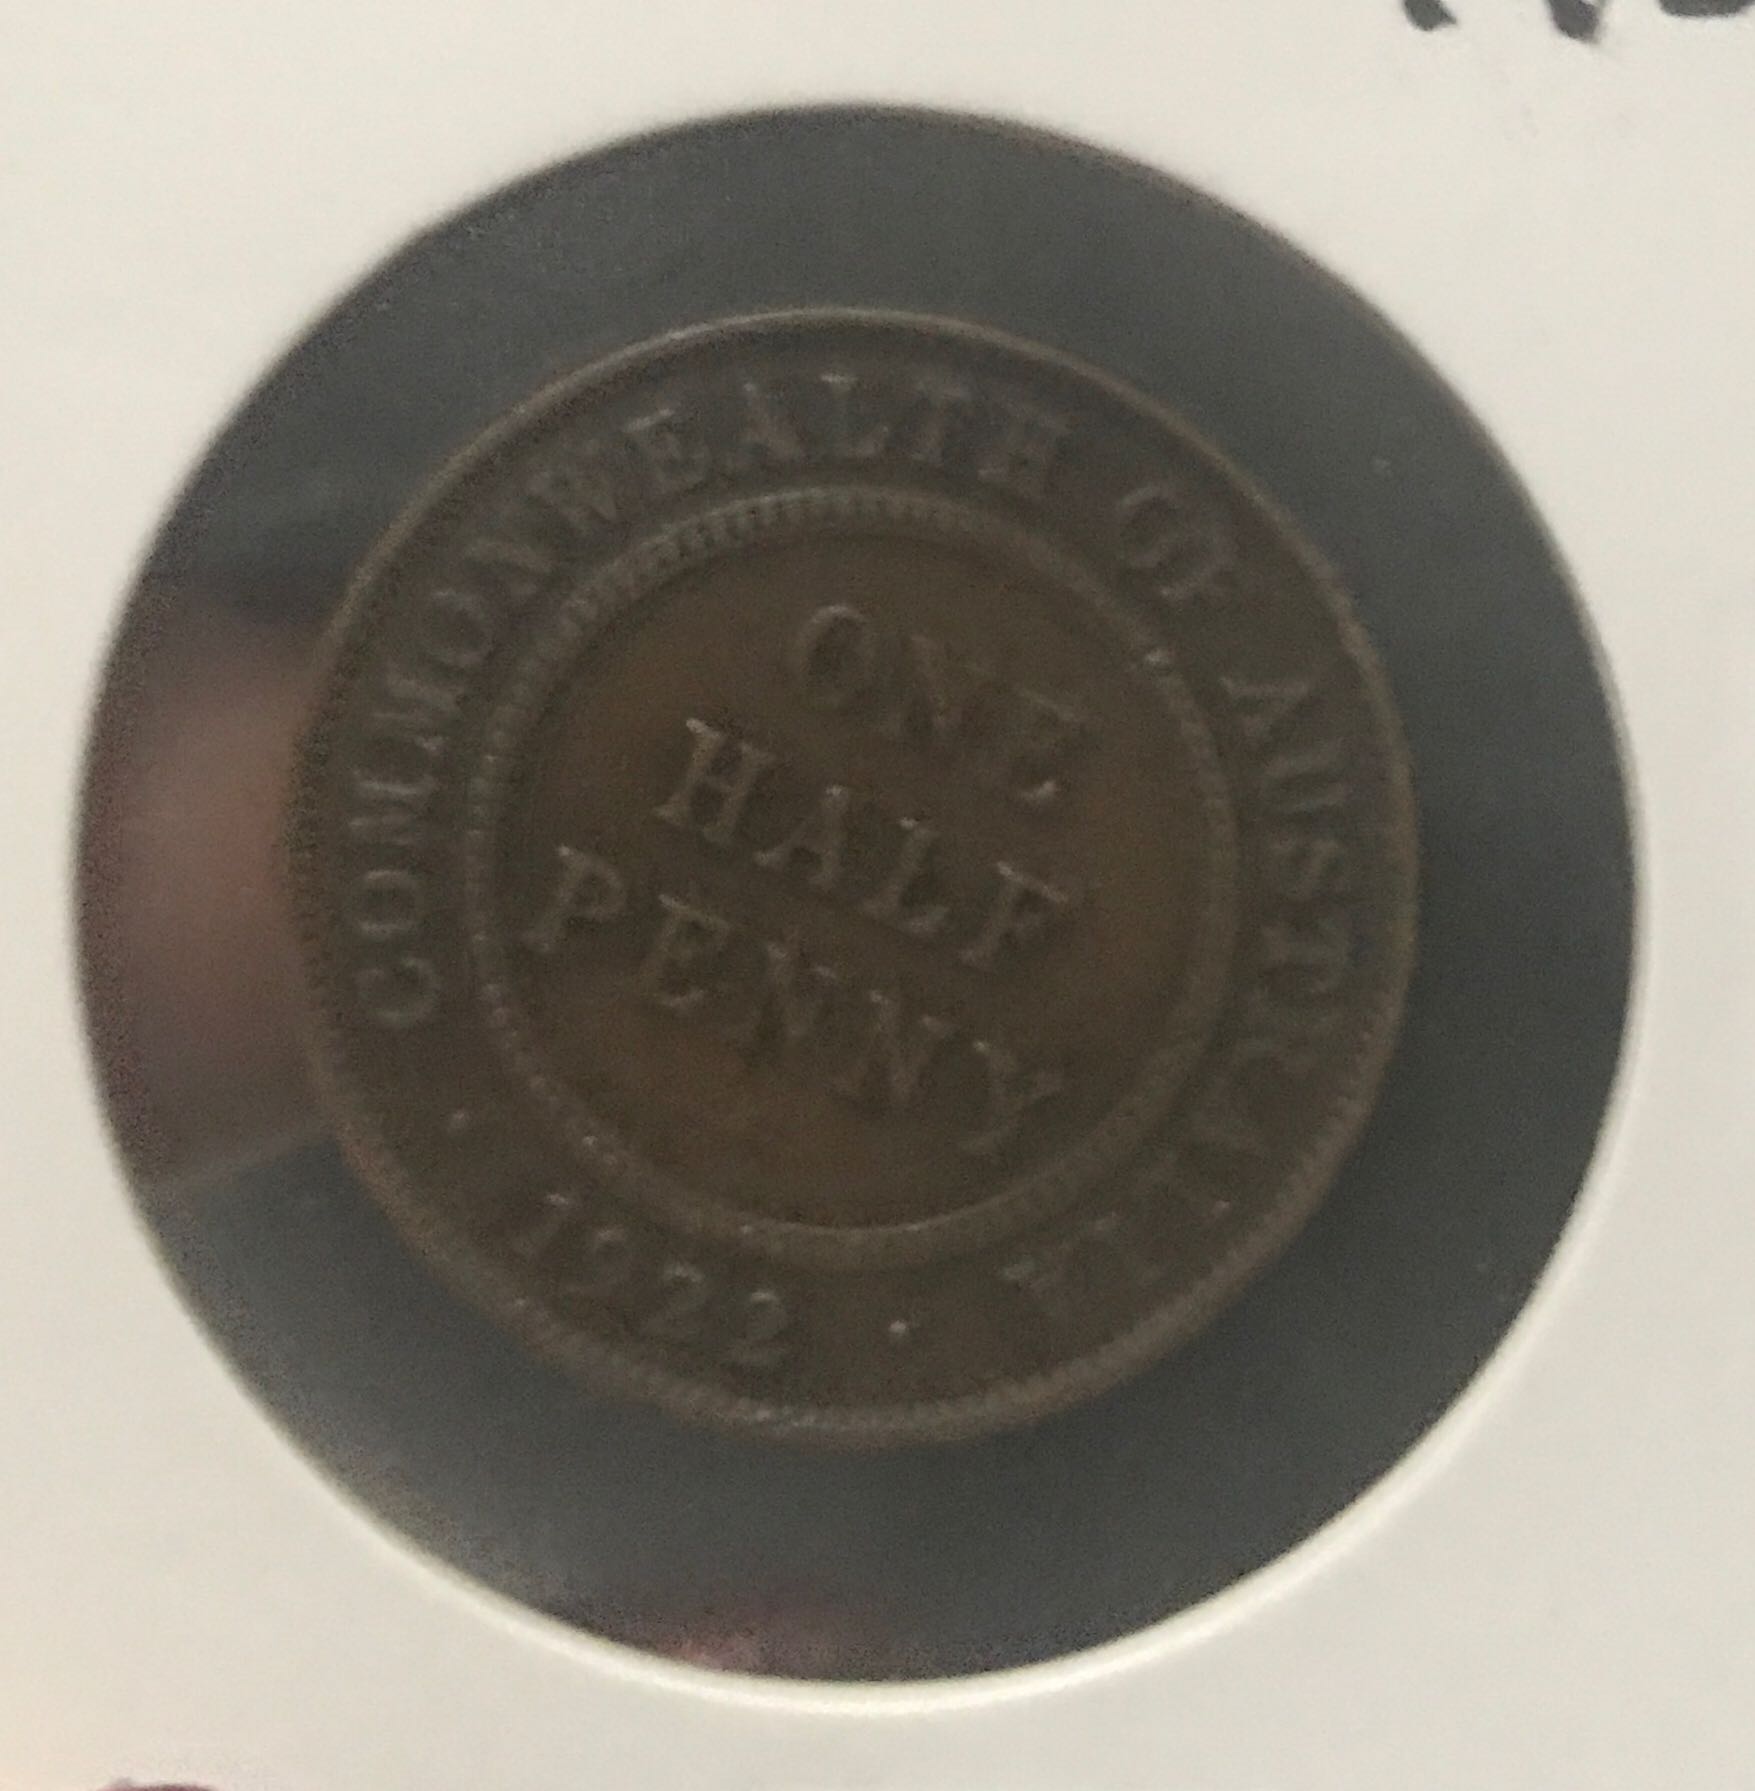 COMMONWEALTH OF AUSTRALIA
ONE
HALF
PENNY
· 1922 ·